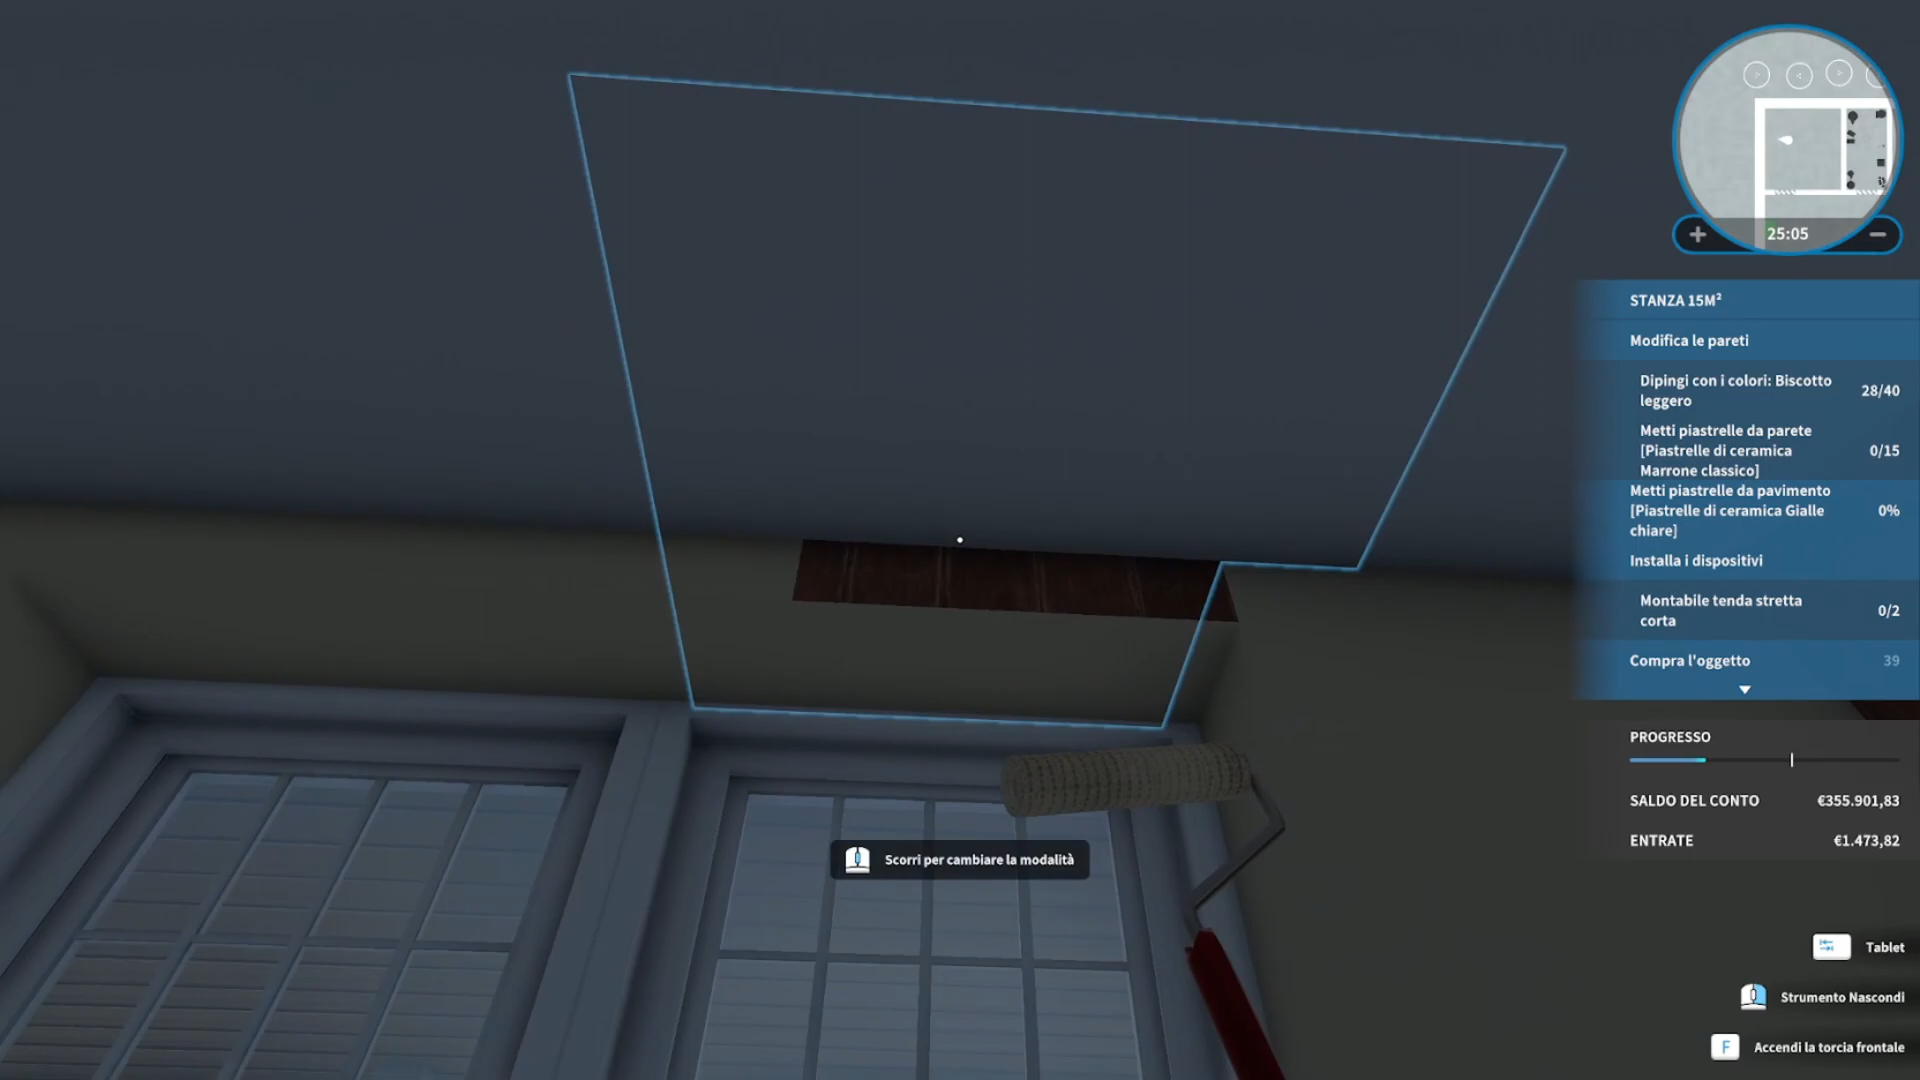 25:05
STANZA 15M²
Modifica le pareti
Dipingi con i colori: Biscotto
leggero
28/40
Metti piastrelle da parete
[Piastrelle di ceramica
Marrone classico]
0/15
Metti piastrelle da pavimento
[Piastrelle di ceramica Gialle
chiare]
0%
Installa i dispositivi
Montabile tenda stretta
corta
0/2
Compra l'oggetto 39
PROGRESSO
SALDO DEL CONTO €355.901,83
ENTRATE €1.473,82
Scorri per cambiare la modalità
Tablet
Strumento Nascondi
F Accendi la torcia frontale